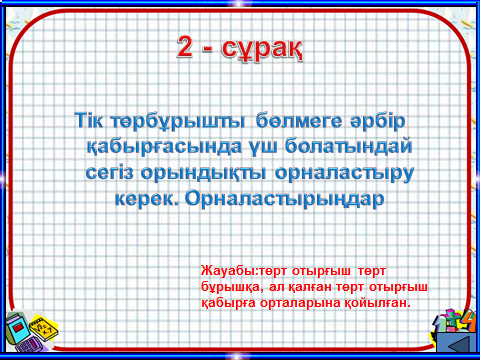 2 - сұрақ
Тік төрбұрышты бөлмеге әрбір
қабырғасында үш болатындай
сегіз орындықты орналастыру
керек. Орналастырыңдар
Жауабы:төрт отырғыш төрт
бұрышқа, ал қалған төрт отырғыш
қабырға орталарына қойылған.